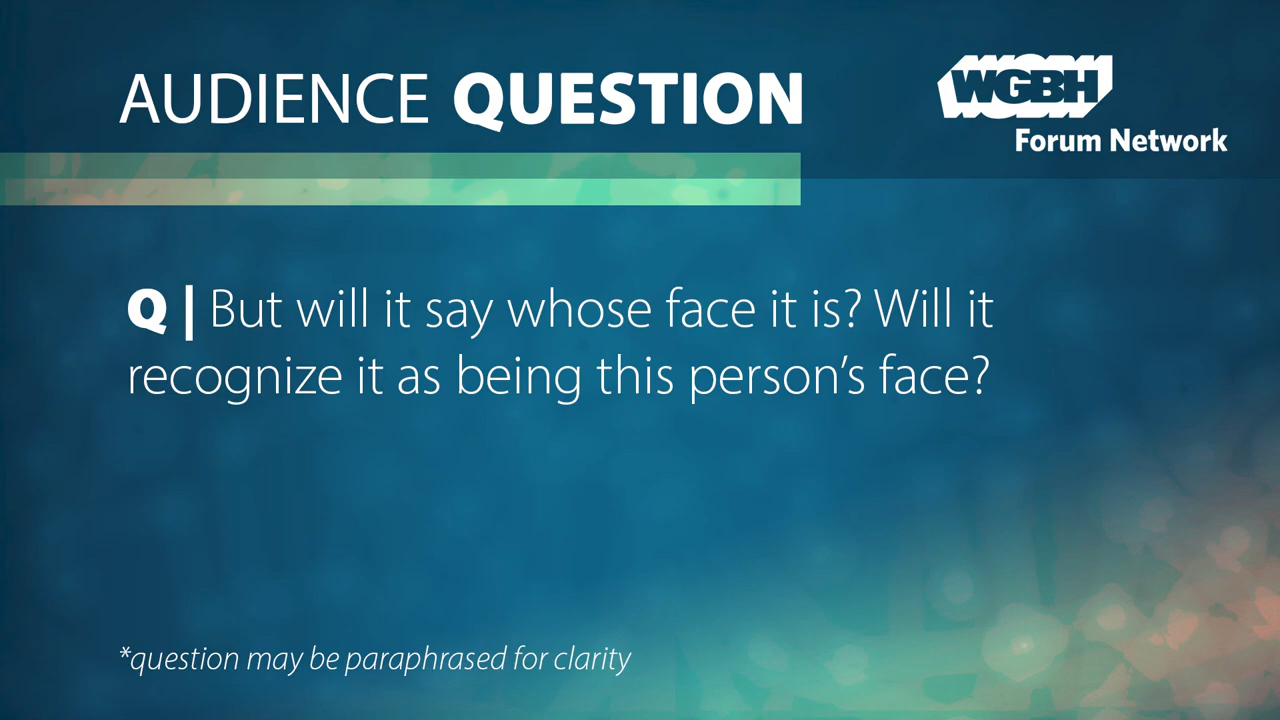 AUDIENCE QUESTION
WGBH
Forum Network
Q | But will it say whose face it is? Will it
recognize it as being this person’s face?
*question may be paraphrased for clarity